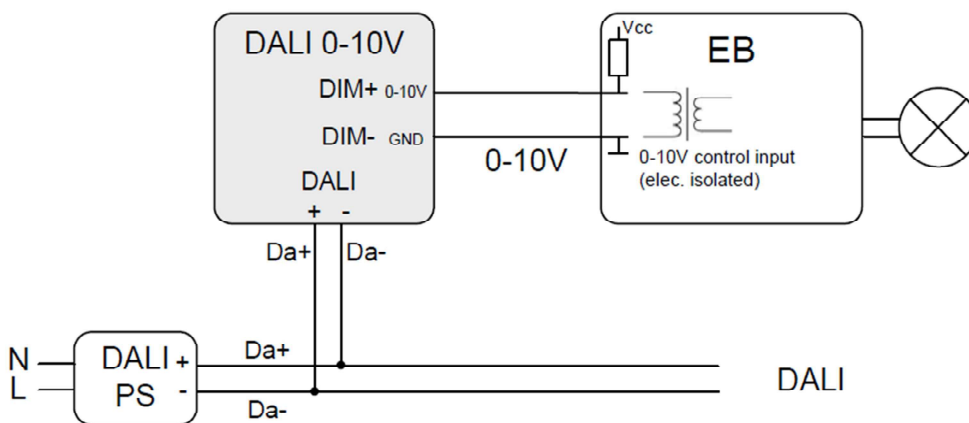 DALI 0-10V
DIM+ 0-10V
DIM- GND
DALI
+ -
Da+ Da-
0-10V
Vcc
EB
0-10V control input
(elec. isolated)
N
L
DALI +
PS -
Da+
Da-
DALI